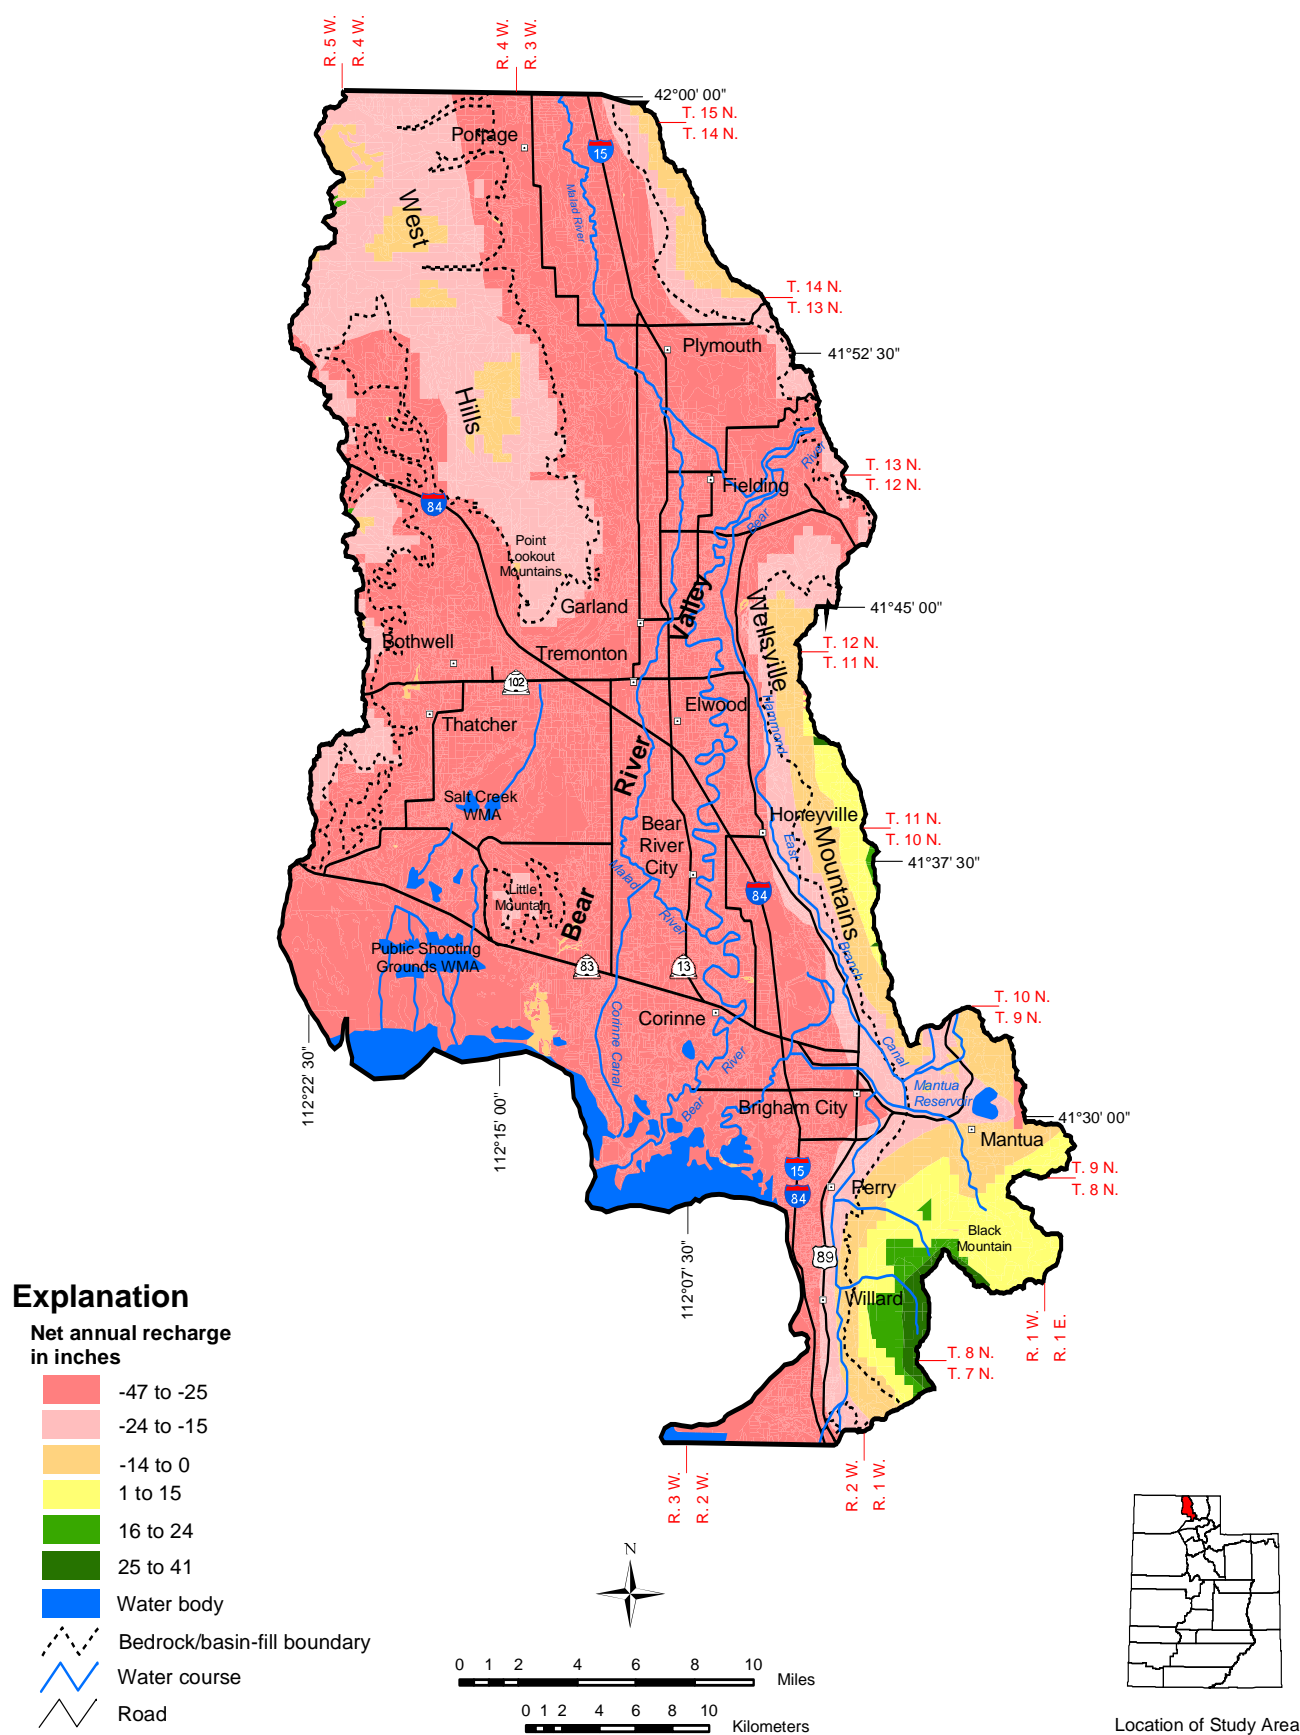 R. 5 W.
R. 4 W.
R. 4 W.
R. 3 W.
42°00' 00"
T. 15 N.
T. 14 N.
Portage
15
Malad River
West
T. 14 N.
T. 13 N.
Plymouth
41°52' 30"
Hills
River
T. 13 N.
T. 12 N.
Fielding
84
Bear
Point
Lookout
Mountains
Valley
Wellsville
Garland
41°45' 00"
Bothwell
Tremonton
T. 12 N.
T. 11 N.
102
Elwood
Thatcher
Hammond
River
Salt Creek
WMA
Honeyville
Mountains
T. 11 N.
T. 10 N.
Bear
River
City
East
41°37' 30"
Malad
Little
Mountain
84
Bear
River
Public Shooting
Grounds WMA
Branch
83
13
T. 10 N.
T. 9 N.
Corinne
Corinne Canal
Canal
River
112°22' 30"
112°15' 00"
Mantua
Reservoir
Bear
Brigham City
41°30' 00"
Mantua
15
84
T. 9 N.
T. 8 N.
Perry
Black
Mountain
89
112°07' 30"
Willard
R. 1 W.
R. 1 E.
T. 8 N.
T. 7 N.
R. 3 W.
R. 2 W.
R. 2 W.
R. 1 W.
Explanation
Net annual recharge
in inches
-47 to -25
-24 to -15
-14 to 0
1 to 15
16 to 24
25 to 41
Water body
Bedrock/basin-fill boundary
Water course
Road
N
0 1 2 4 6 8 10
Miles
0 1 2 4 6 8 10
Kilometers
Location of Study Area